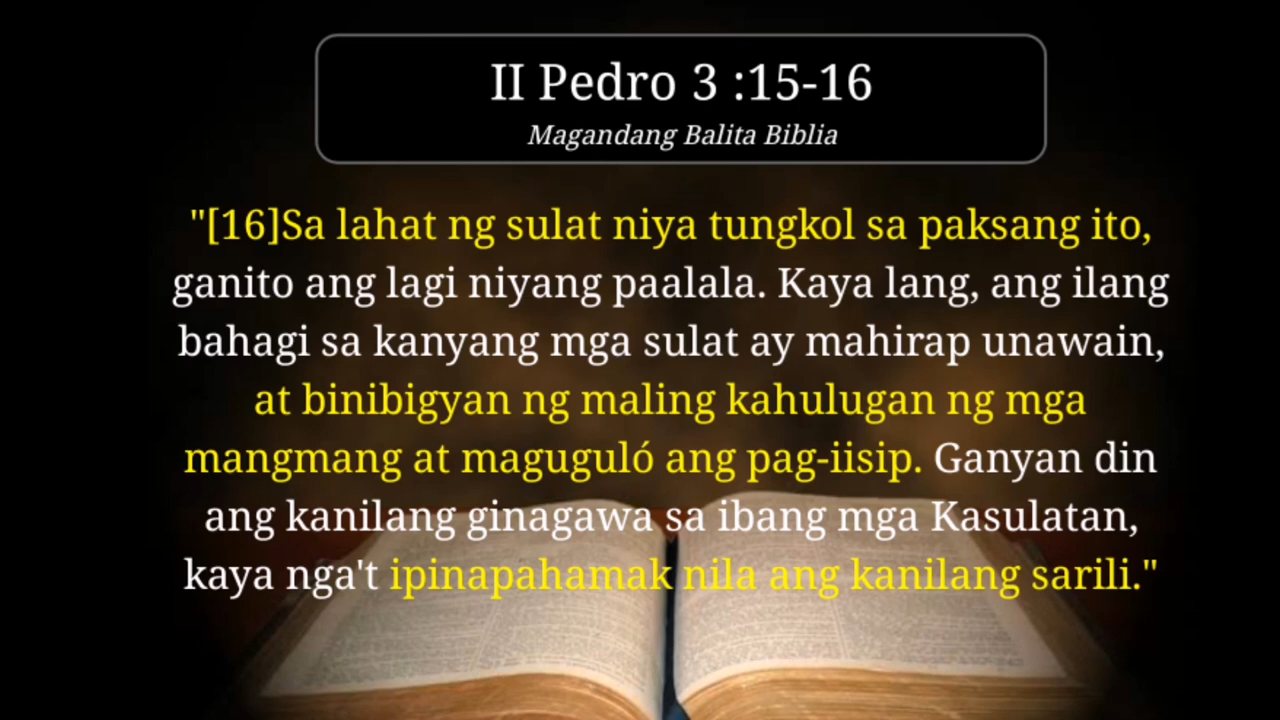 II Pedro 3 :15-16
Magandang Balita Biblia
"[16]Sa lahat ng sulat niya tungkol sa paksang ito,
ganito ang lagi niyang paalala. Kaya lang, ang ilang
bahagi sa kanyang mga sulat ay mahirap unawain,
at binibigyan ng maling kahulugan ng mga
mangmang at maguguló ang pag-iisip. Ganyan din
ang kanilang ginagawa sa ibang mga Kasulatan,
kaya nga't ipinapahamak nila ang kanilang sarili."